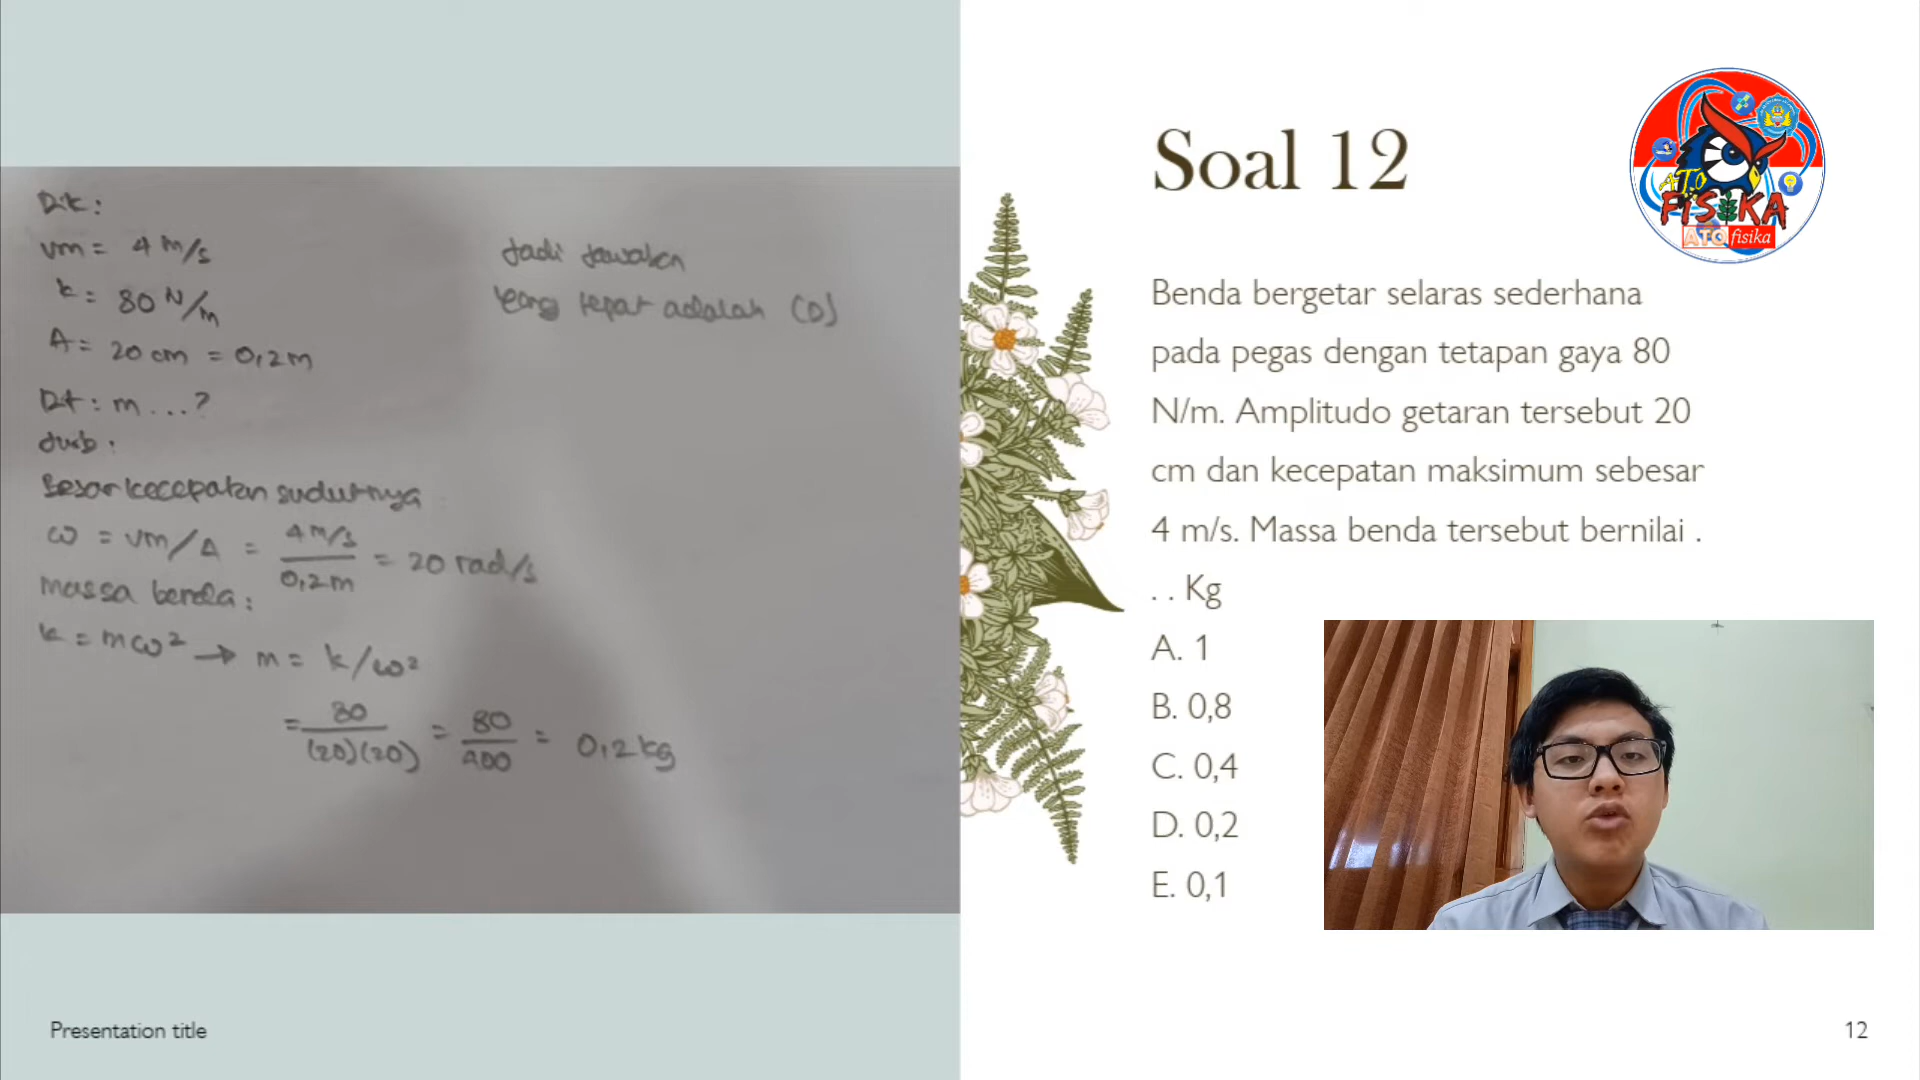 Dik:
vm = 4 m/s
k = 80 N/m
A = 20 cm = 0,2 m
Dt : m ...?
Jwb :
Besar kecepatan sudutnya
ω = vm/A = 4 m/s / 0,2 m = 20 rad/s
massa benda :
k = mω² → m = k/ω²
= 80 / (20)(20) = 80 / 400 = 0,2 kg
Jadi Jawaban
yang tepat adalah (D)
Presentation title
Soal 12
ATO
FISIKA
ATO fisika
Benda bergetar selaras sederhana
pada pegas dengan tetapan gaya 80
N/m. Amplitudo getaran tersebut 20
cm dan kecepatan maksimum sebesar
4 m/s. Massa benda tersebut bernilai .
. . Kg
A. 1
B. 0,8
C. 0,4
D. 0,2
E. 0,1
12